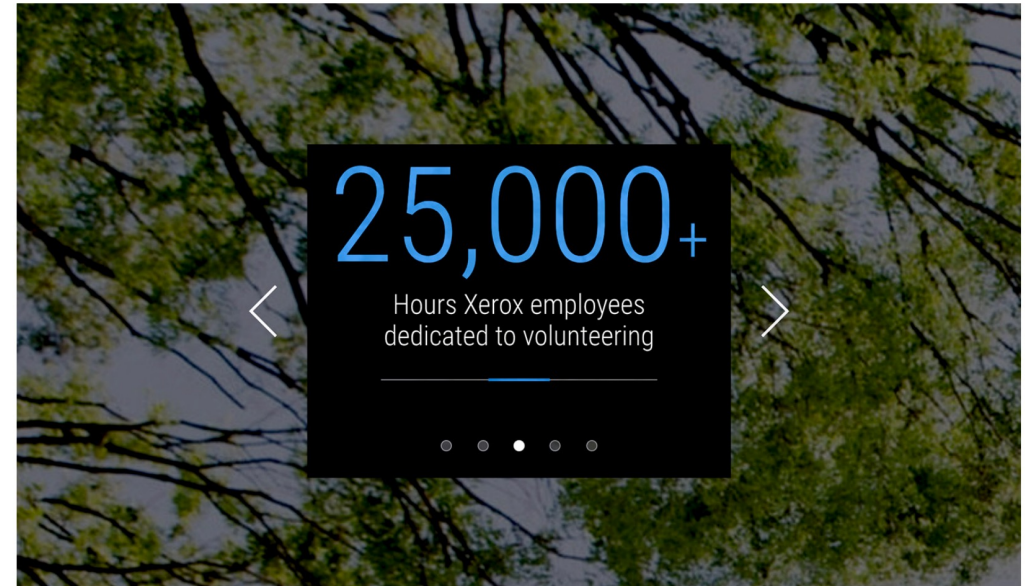 25,000+
Hours Xerox employees
dedicated to volunteering